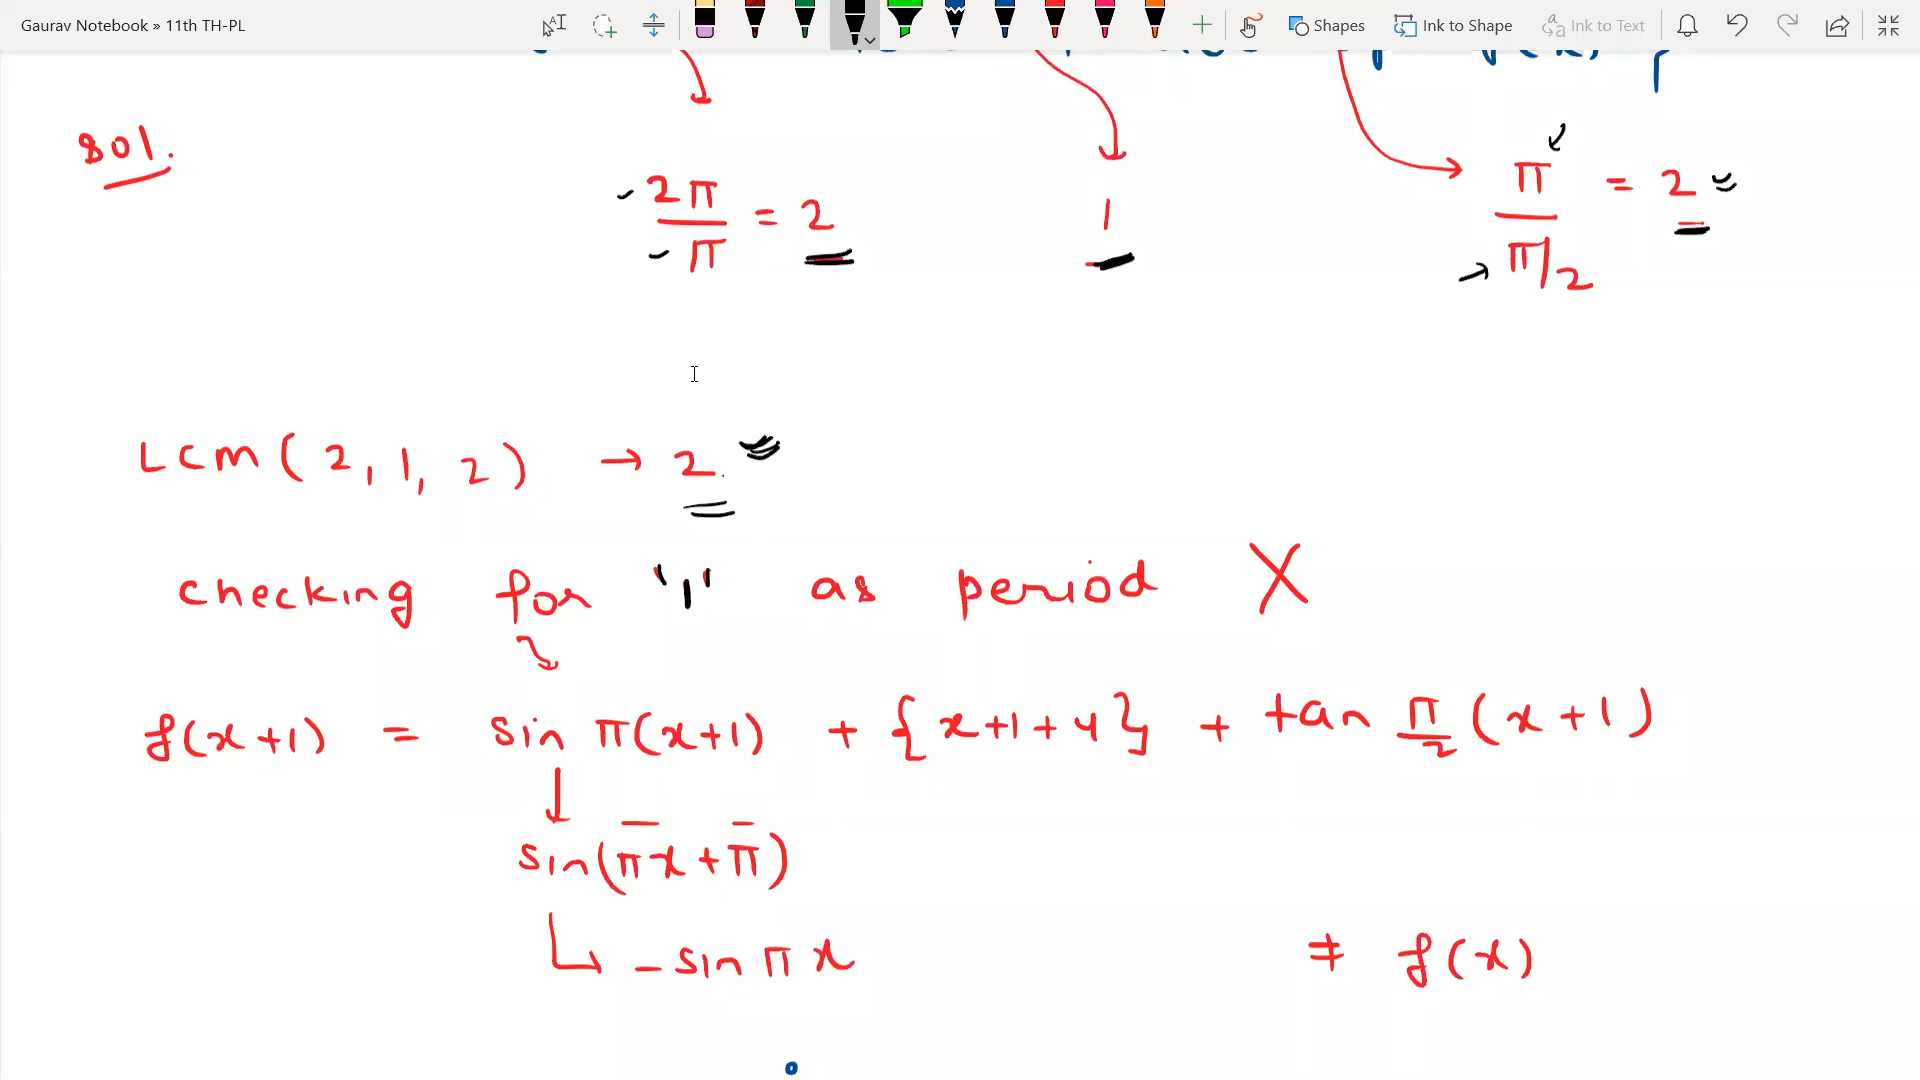 Gaurav Notebook » 11th TH-PL
Shapes
Ink to Shape
Ink to Text
Sol.
2π/π = 2
1
π/(π/2) = 2
LCM(2, 1, 2) → 2.
checking for '1' as period X
f(x+1) = sin π(x+1) + {x+1+4} + tan π/2 (x+1)
sin(πx+π)
-sin πx ≠ f(x)